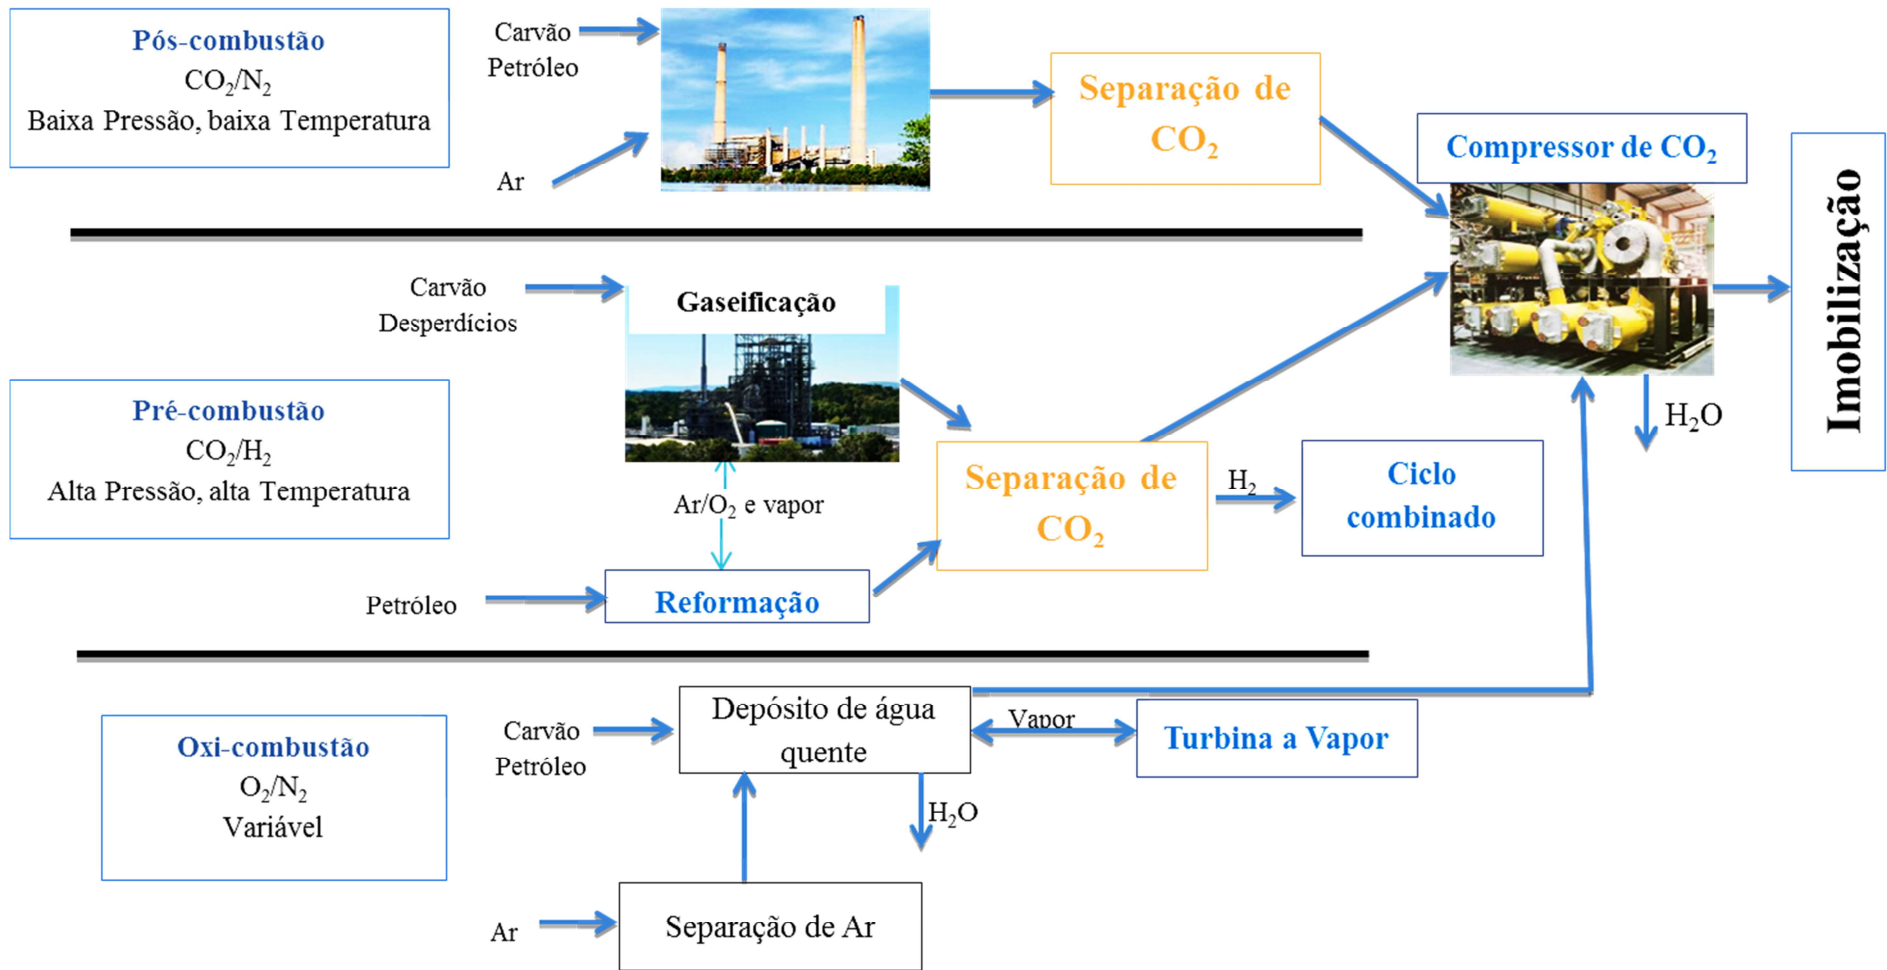 Pós-combustão
CO₂/N₂
Baixa Pressão, baixa Temperatura
Carvão
Petróleo
Ar
Separação de
CO₂
Compressor de CO₂
Imobilização
H₂O
Pré-combustão
CO₂/H₂
Alta Pressão, alta Temperatura
Carvão
Desperdícios
Gaseificação
Ar/O₂ e vapor
Petróleo
Reformação
Separação de
CO₂
H₂
Ciclo
combinado
Oxi-combustão
O₂/N₂
Variável
Carvão
Petróleo
Depósito de água
quente
Vapor
Turbina a Vapor
H₂O
Ar
Separação de Ar